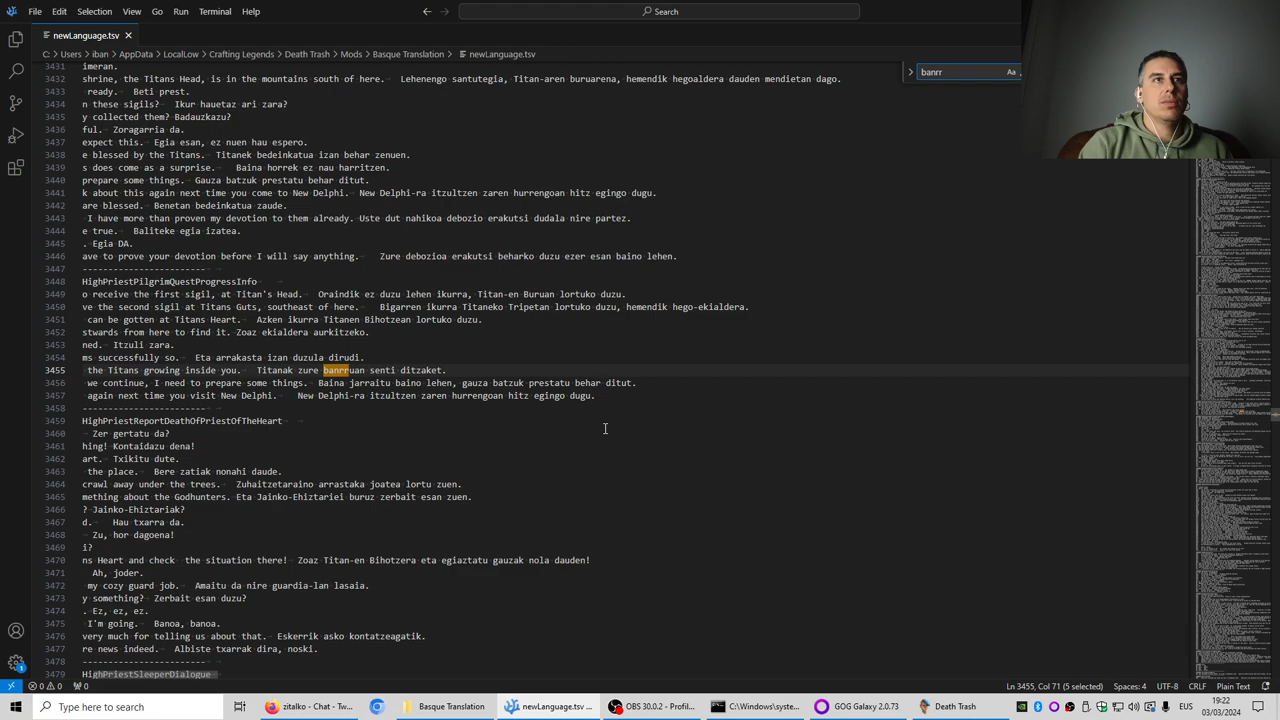 File Edit Selection View Go Run Terminal Help
Search
newLanguage.tsv
C: > Users > iban > AppData > LocalLow > Crafting Legends > Death Trash > Mods > Basque Translation > newLanguage.tsv
banrr
Aa
3431 imeran.
3432 shrine, the Titans Head, is in the mountains south of here. Lehenengo santutegia, Titan-aren buruarena, hemendik hegoaldera dauden mendietan dago.
3433 ready. Beti prest.
3434 n these sigils? Ikur hauetaz ari zara?
3435 y collected them? Badauzkazu?
3436 ful. Zoragarria da.
3437 expect this. Egia esan, ez nuen hau espero.
3438 e blessed by the Titans. Titanek bedeinkatua izan behar zenuen.
3439 s does come as a surprise. Baina horrek ez nau harritzen.
3440 prepare some things. Gauza batzuk prestatu behar ditut.
3441 k about this again next time you come to New Delphi. New Delphi-ra itzultzen zaren hurrengoan hitz egingo dugu.
3442 are blessed. Benetan bedeinkatua zaude.
3443 I have more than proven my devotion to them already. Uste dut nahikoa debozio erakutsi dudala nire partez.
3444 e true. Baliteke egia izatea.
3445 . Egia DA.
3446 ave to prove your devotion before I will say anything. Zure debozioa erakutsi beharko duzu ezer esan baino lehen.
3447 ------------------------
3448 HighPriestPilgrimQuestProgressInfo
3449 o receive the first sigil, at Titan's Head. Oraindik ez duzu lehen ikurra, Titan-en Butan lortuko duzu.
3450 ve the second sigil at Titans Guts, southeast of here. Bigarren ikurra Titaneko Tripetan lortuko duzu, hemendik hego-ekialdera.
3451 can be gotten at Titans Heart. Azken ikurra Titanen Bihotzean lortuko duzu.
3452 stwards from here to find it. Zoaz ekialdera aurkitzeko.
3453 ned. Itzuli zara.
3454 ms successfully so. Eta arrakasta izan duzula dirudi.
3455 the Titans growing inside you. Titanak zure banrruan senti ditzaket.
3456 we continue, I need to prepare some things. Baina jarraitu baino lehen, gauza batzuk prestatu behar ditut.
3457 again next time you visit New Delphi. New Delphi-ra itzultzen zaren hurrengoan hitz egingo dugu.
3458 ------------------------
3459 HighPriestReportDeathOfPriestOfTheHeart
3460 Zer gertatu da?
3461 hing! Kontaidazu dena!
3462 art. Txikitu dute.
3463 the place. Bere zatiak nonahi daude.
3464 crawl away under the trees. Zuhaitzetaraino arrastaka joatea lortu zuen.
3465 mething about the Godhunters. Eta Jainko-Ehiztariei buruz zerbait esan zuen.
3466 ? Jainko-Ehiztariak?
3467 d. Hau txarra da.
3468 Zu, hor dagoena!
3469 i?
3470 ns Heart and check the situation there! Zoaz Titan-en Bihotzera eta egiaztatu gauzak nola dauden!
3471 Ah, joder.
3472 my cozy guard job. Amaitu da nire guardia-lan lasaia.
3473 y something? Zerbait esan duzu?
3474 . Ez, ez, ez.
3475 I'm going. Banoa, banoa.
3476 very much for telling us about that. Eskerrik asko kontatzeagatik.
3477 re news indeed. Albiste txarrak dira, noski.
3478 ------------------------
3479 HighPriestSleeperDialogue
0 0 0 Ln 3455, Col 71 (5 selected) Spaces: 4 UTF-8 CRLF Plain Text
Type here to search
zitalko - Chat - Tw...
Basque Translation
newLanguage.tsv ...
OBS 30.0.2 - Profil...
C:\Windows\syste...
GOG Galaxy 2.0.73
Death Trash
EUS
19:22
03/03/2024